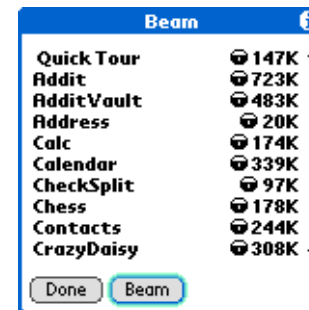 Beam
Quick Tour 147K
Addit 723K
AdditVault 483K
Address 20K
Calc 174K
Calendar 339K
CheckSplit 97K
Chess 178K
Contacts 244K
CrazyDaisy 308K
Done Beam